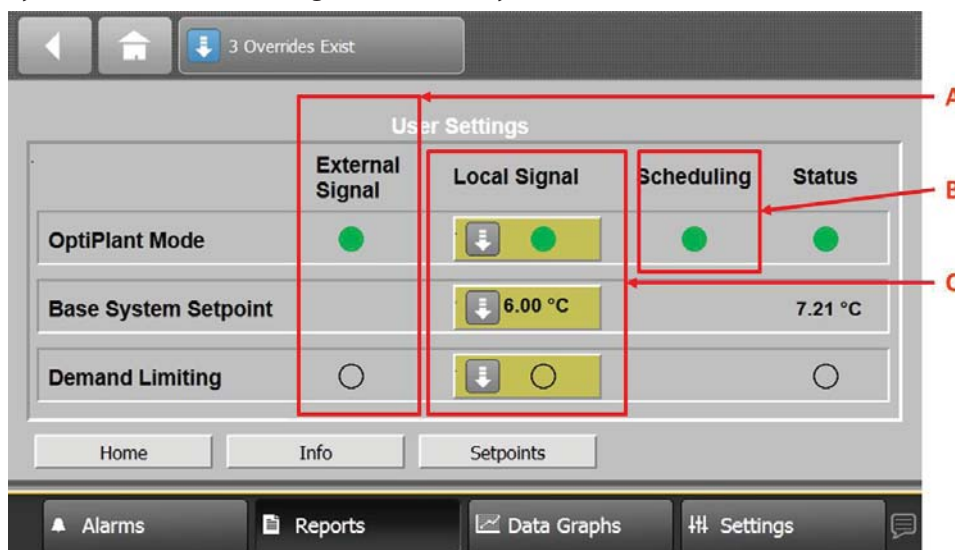 3 Overrides Exist
A
User Settings
External Signal
Local Signal
Scheduling
Status
B
OptiPlant Mode
C
Base System Setpoint
6.00 °C
7.21 °C
Demand Limiting
Home
Info
Setpoints
Alarms
Reports
Data Graphs
Settings